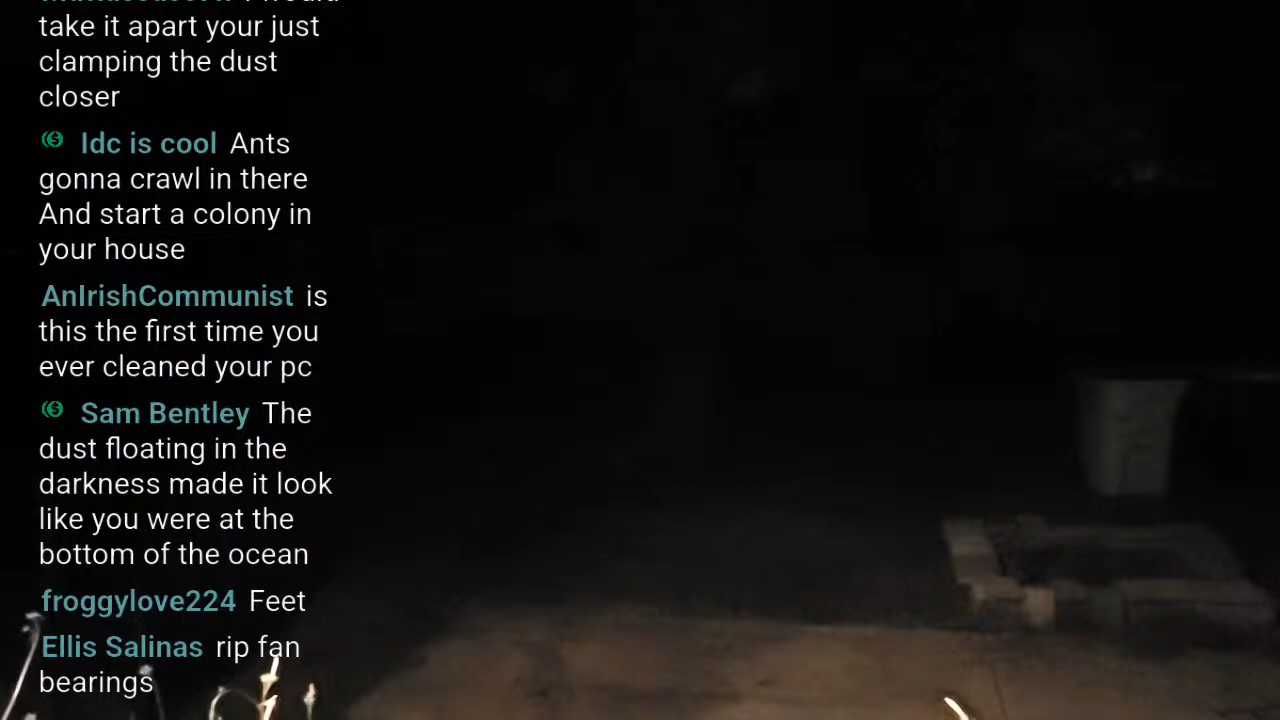 take it apart your just
clamping the dust
closer
Idc is cool Ants
gonna crawl in there
And start a colony in
your house
AnIrishCommunist is
this the first time you
ever cleaned your pc
Sam Bentley The
dust floating in the
darkness made it look
like you were at the
bottom of the ocean
froggylove224 Feet
Ellis Salinas rip fan
bearings